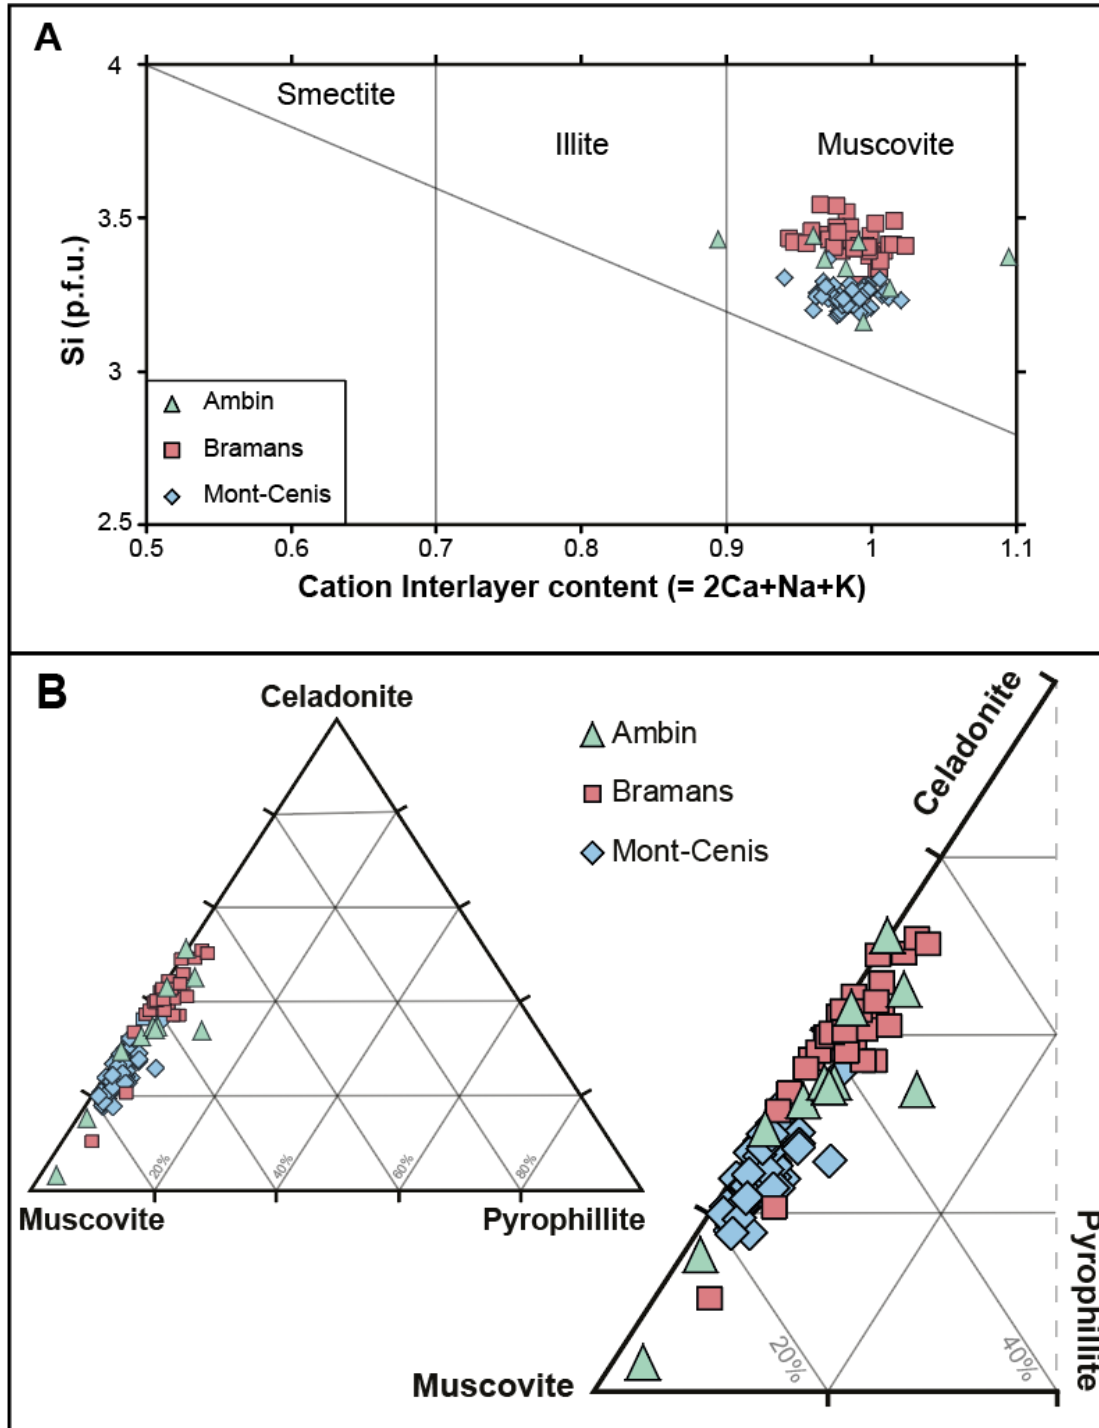 A
4
3.5
3
2.5
Si (p.f.u.)
Smectite
Illite
Muscovite
Ambin
Bramans
Mont-Cenis
0.5 0.6 0.7 0.8 0.9 1 1.1
Cation Interlayer content (= 2Ca+Na+K)
B
Celadonite
20% 40% 60% 80%
Muscovite Pyrophillite
Ambin
Bramans
Mont-Cenis
Celadonite
Pyrophillite
20% 40%
Muscovite